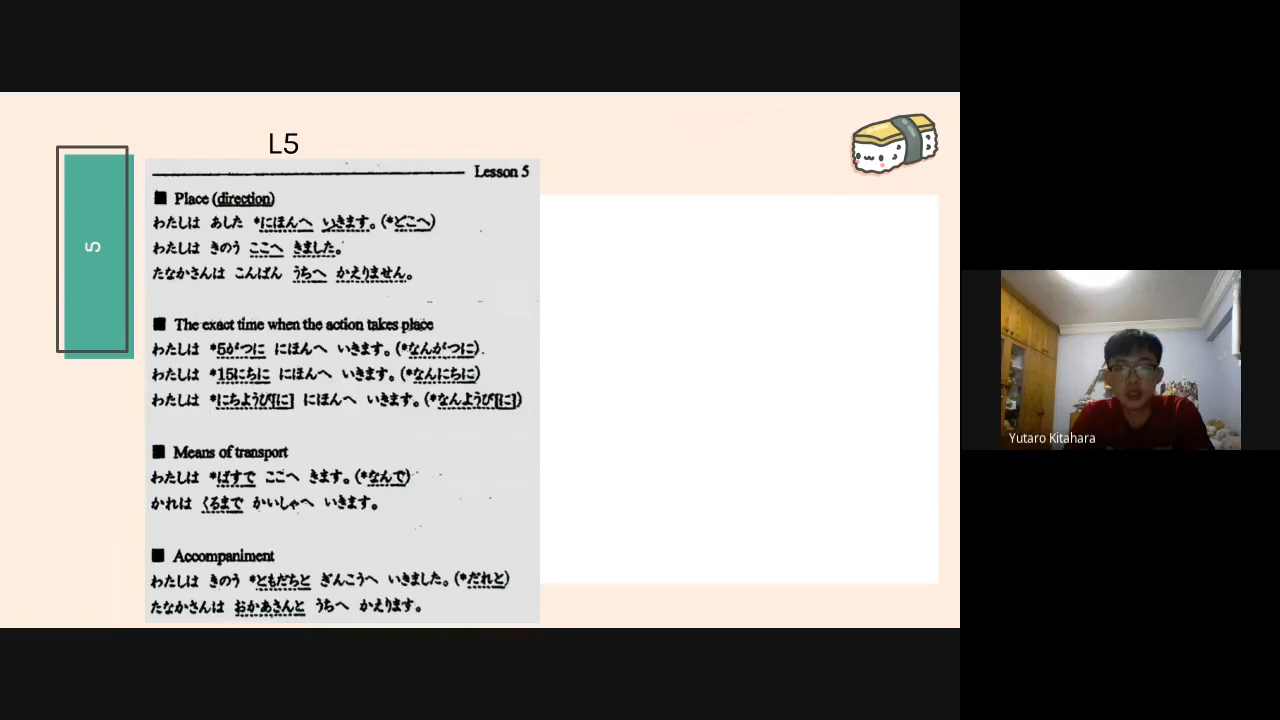 L5
5
Lesson 5
■ Place (direction)
わたしは あした *にほんへ いきます。(*どこへ)
わたしは きのう ここへ きました。
たなかさんは こんばん うちへ かえりません。
■ The exact time when the action takes place
わたしは *5がつに にほんへ いきます。(*なんがつに).
わたしは *15にちに にほんへ いきます。(*なんにちに)
わたしは *にちようび[に] にほんへ いきます。(*なんようび[に])
■ Means of transport
わたしは *ばすで ここへ きます。(*なんで)
かれは くるまで かいしゃへ いきます。
■ Accompaniment
わたしは きのう *ともだちと ぎんこうへ いきました。(*だれと)
たなかさんは おかあさんと うちへ かえります。
Yutaro Kitahara